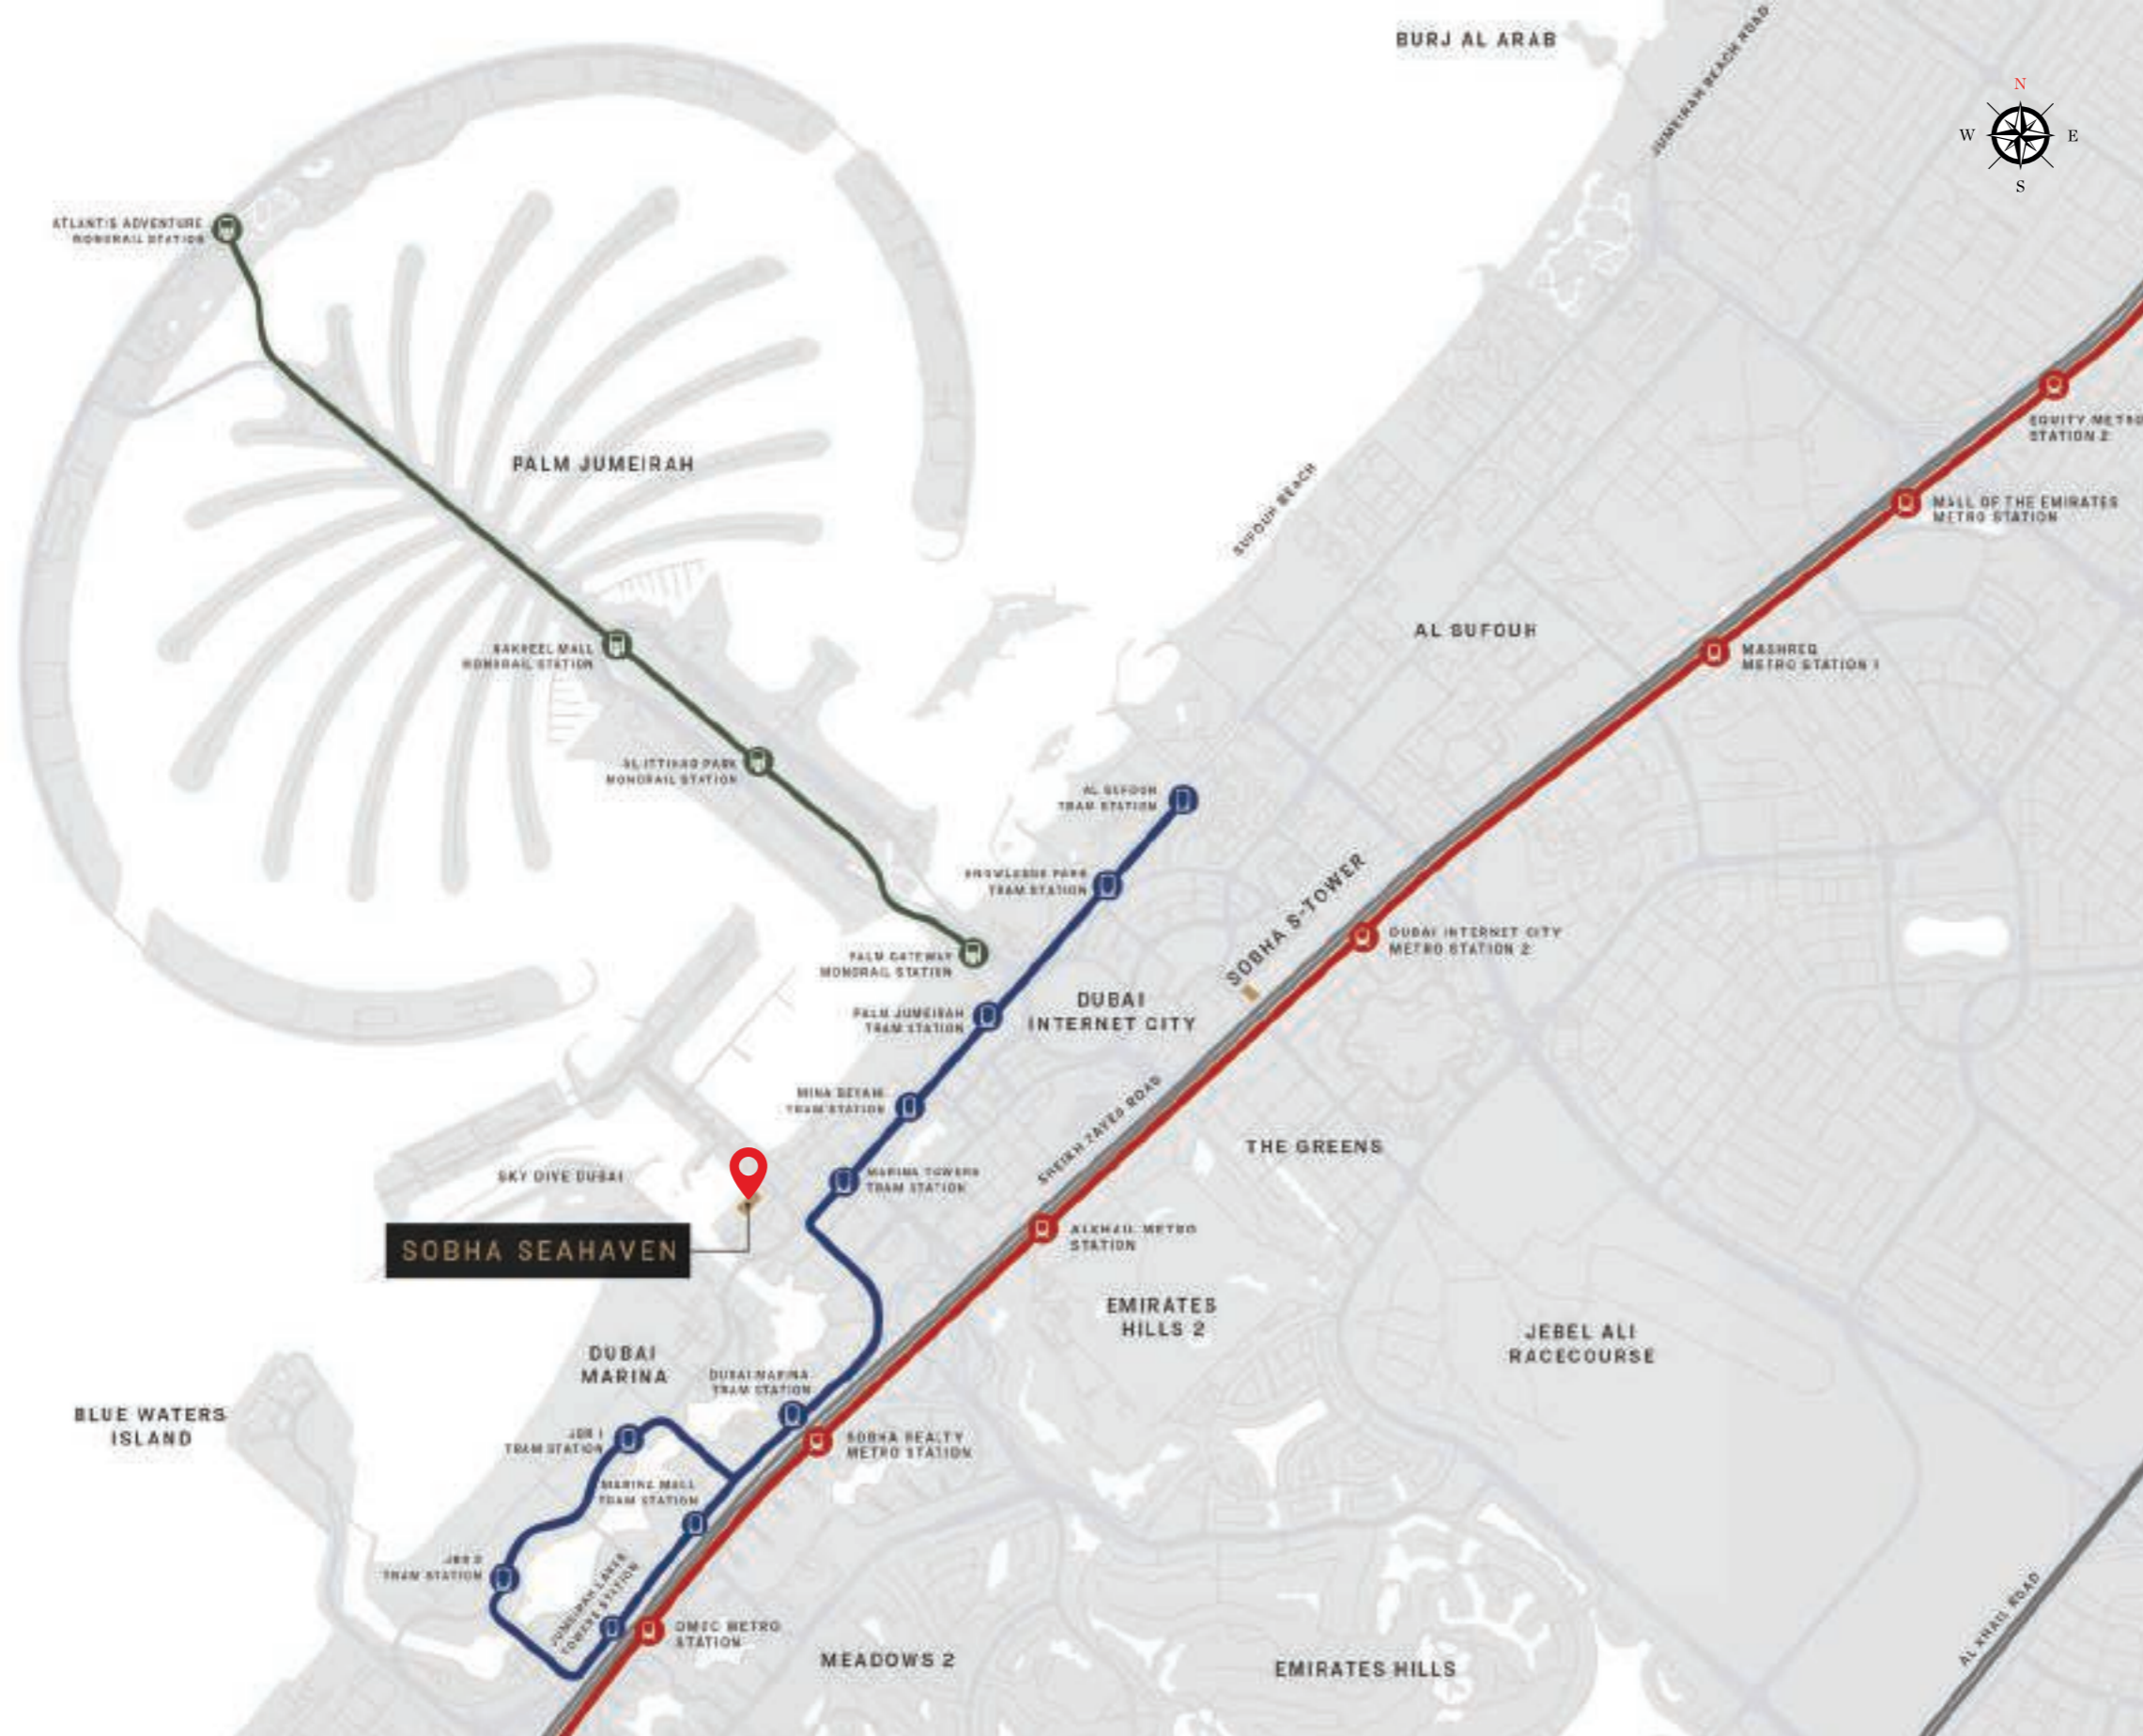 BURJ AL ARAB
JUMEIRAH BEACH ROAD
N
W
E
S
ATLANTIS ADVENTURE
MONORAIL STATION
EQUITY METRO
STATION 2
PALM JUMEIRAH
MALL OF THE EMIRATES
METRO STATION
SUFOUH BEACH
AL SUFOUH
NAKHEEL MALL
MONORAIL STATION
MASHREQ
METRO STATION 1
AL ITTIHAD PARK
MONORAIL STATION
AL SUFOUH
TRAM STATION
KNOWLEDGE PARK
TRAM STATION
SOBHA S-TOWER
DUBAI INTERNET CITY
METRO STATION 2
PALM GATEWAY
MONORAIL STATION
PALM JUMEIRAH
TRAM STATION
DUBAI
INTERNET CITY
MINA SEYAHI
TRAM STATION
SHEIKH ZAYED ROAD
THE GREENS
SKY DIVE DUBAI
MARINA TOWERS
TRAM STATION
SOBHA SEAHAVEN
ALKHAIL METRO
STATION
EMIRATES
HILLS 2
JEBEL ALI
RACECOURSE
DUBAI
MARINA
DUBAI MARINA
TRAM STATION
BLUE WATERS
ISLAND
JBR 1
TRAM STATION
SOBHA REALTY
METRO STATION
MARINA MALL
TRAM STATION
JBR 2
TRAM STATION
JUMEIRAH LAKES
TOWERS STATION
DMCC METRO
STATION
MEADOWS 2
EMIRATES HILLS
AL KHAIL ROAD